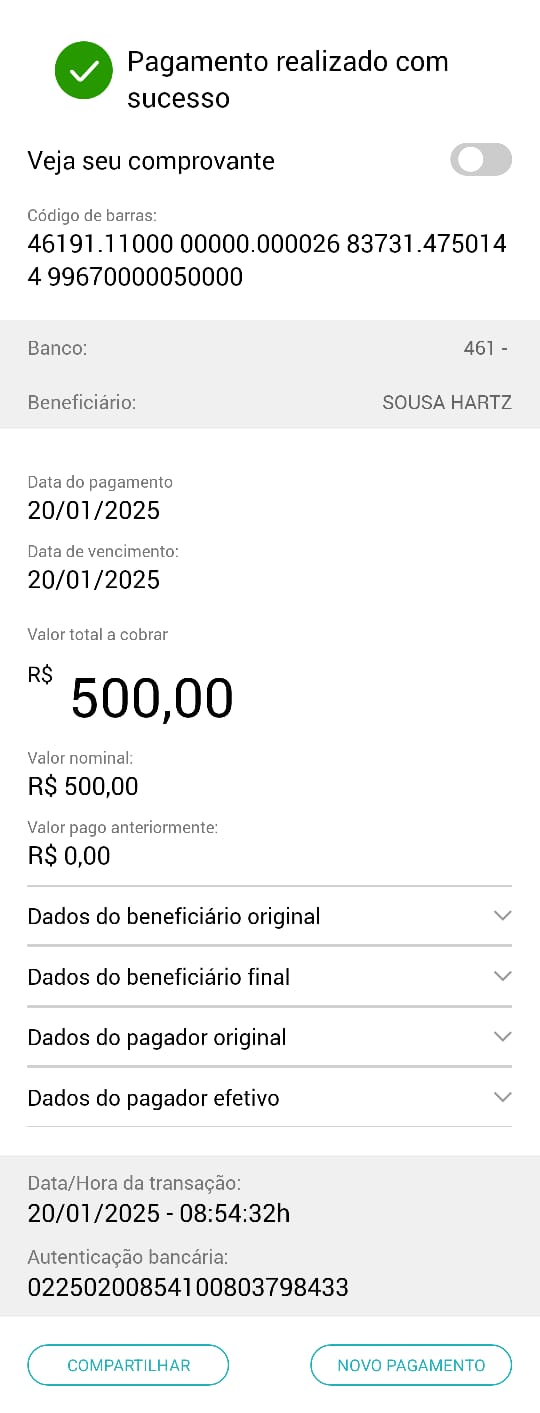 Pagamento realizado com
sucesso
Veja seu comprovante
Código de barras:
46191.11000 00000.000026 83731.475014
4 99670000050000
Banco: 461 -
Beneficiário: SOUSA HARTZ
Data do pagamento
20/01/2025
Data de vencimento:
20/01/2025
Valor total a cobrar
R$ 500,00
Valor nominal:
R$ 500,00
Valor pago anteriormente:
R$ 0,00
Dados do beneficiário original
Dados do beneficiário final
Dados do pagador original
Dados do pagador efetivo
Data/Hora da transação:
20/01/2025 - 08:54:32h
Autenticação bancária:
02250200854100803798433
COMPARTILHAR NOVO PAGAMENTO